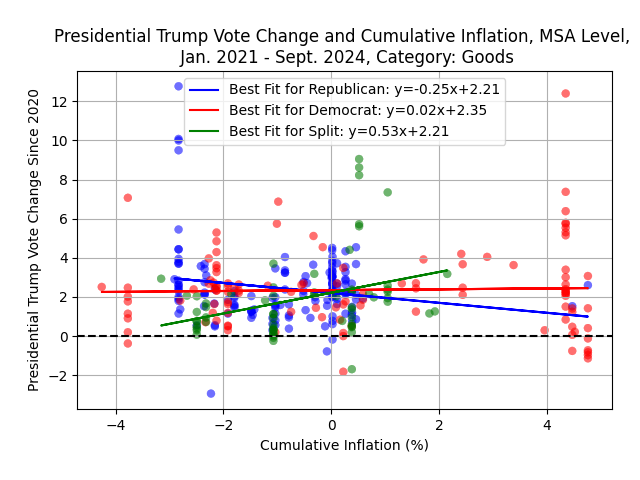 Presidential Trump Vote Change and Cumulative Inflation, MSA Level,
Jan. 2021 - Sept. 2024, Category: Goods
Best Fit for Republican: y=-0.25x+2.21
Best Fit for Democrat: y=0.02x+2.35
Best Fit for Split: y=0.53x+2.21
Presidential Trump Vote Change Since 2020
12
10
8
6
4
2
0
−2
−4
−2
0
2
4
Cumulative Inflation (%)